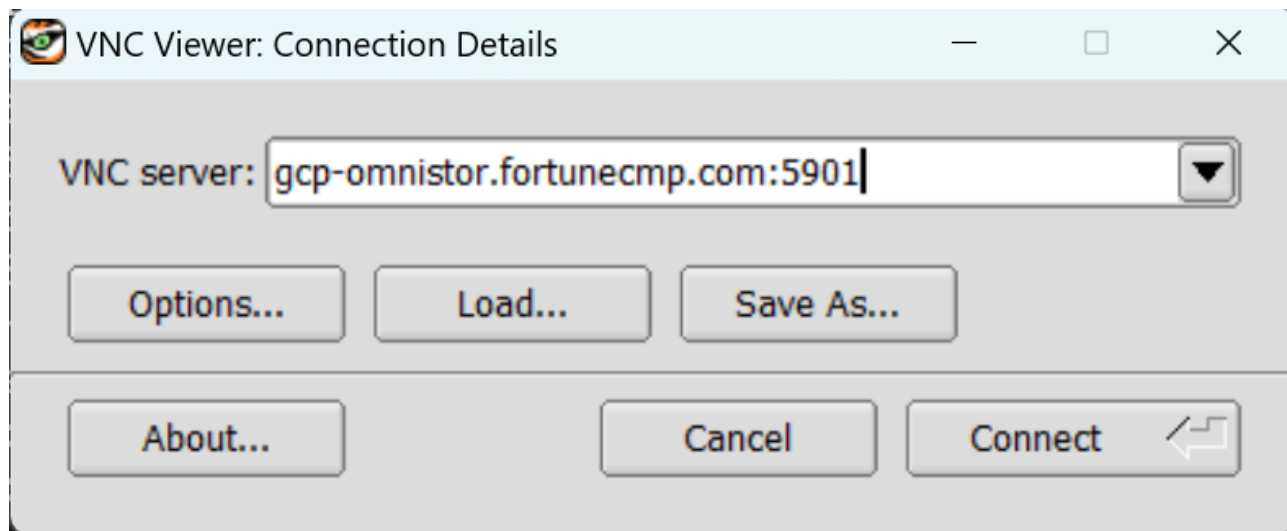 VNC Viewer: Connection Details
VNC server: gcp-omnistor.fortunecmp.com:5901
Options... Load... Save As...
About... Cancel Connect